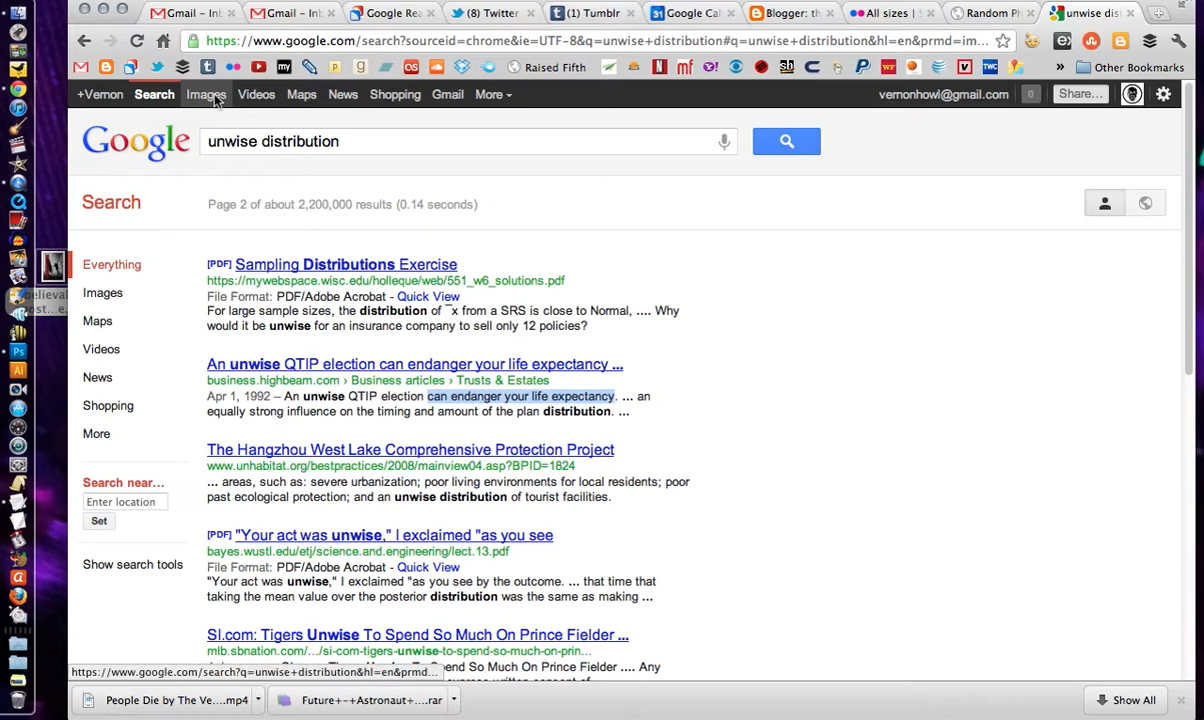 Gmail – Inb
Gmail – Inb
Google Rea
(8) Twitter
(1) Tumblr
Google Cal
Blogger: th
All sizes | S
Random Ph
unwise dis
https://www.google.com/search?sourceid=chrome&ie=UTF-8&q=unwise+distribution#q=unwise+distribution&hl=en&prmd=im...
Raised Fifth
Other Bookmarks
+Vernon Search Images Videos Maps News Shopping Gmail More
vernonhowl@gmail.com 0 Share...
Google
unwise distribution
Search
Page 2 of about 2,200,000 results (0.14 seconds)
Everything
Images
Maps
Videos
News
Shopping
More
Search near...
Enter location
Set
Show search tools
[PDF] Sampling Distributions Exercise
https://mywebspace.wisc.edu/holleque/web/551_w6_solutions.pdf
File Format: PDF/Adobe Acrobat - Quick View
For large sample sizes, the distribution of ¯x from a SRS is close to Normal, .... Why
would it be unwise for an insurance company to sell only 12 policies?
An unwise QTIP election can endanger your life expectancy ...
business.highbeam.com › Business articles › Trusts & Estates
Apr 1, 1992 – An unwise QTIP election can endanger your life expectancy. ... an
equally strong influence on the timing and amount of the plan distribution. ...
The Hangzhou West Lake Comprehensive Protection Project
www.unhabitat.org/bestpractices/2008/mainview04.asp?BPID=1824
... areas, such as: severe urbanization; poor living environments for local residents; poor
past ecological protection; and an unwise distribution of tourist facilities.
[PDF] "Your act was unwise," I exclaimed "as you see
bayes.wustl.edu/etj/science.and.engineering/lect.13.pdf
File Format: PDF/Adobe Acrobat - Quick View
"Your act was unwise," I exclaimed "as you see by the outcome. ... that time that
taking the mean value over the posterior distribution was the same as making ...
SI.com: Tigers Unwise To Spend So Much On Prince Fielder ...
mlb.sbnation.com/.../si-com-tigers-unwise-to-spend-so-much-on-prin...
To Spend So Much On Prince Fielder ... Any
https://www.google.com/search?q=unwise+distribution&hl=en&prmd...
People Die by The Ve....mp4
Future+-+Astronaut+....rar
Show All